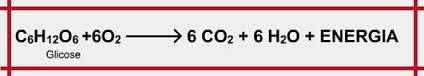 C₆H₁₂O₆ +6O₂ ⟶ 6 CO₂ + 6 H₂O + ENERGIA
Glicose